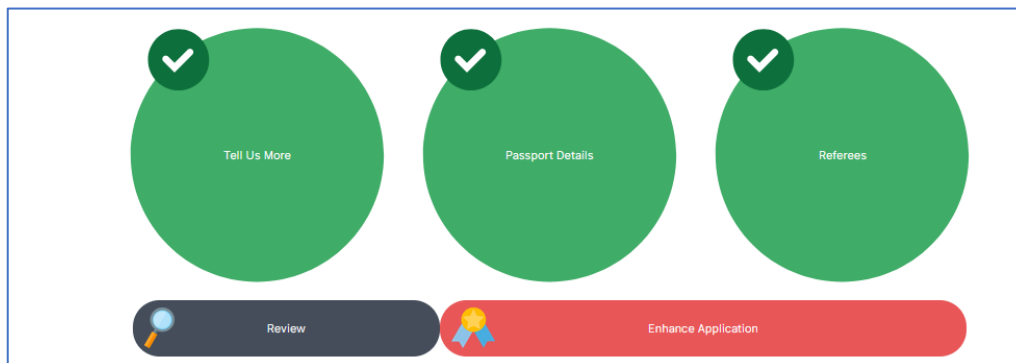 Tell Us More
Passport Details
Referees
Review
Enhance Application